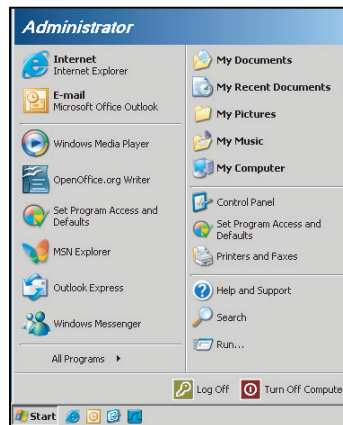 Administrator
Internet
Internet Explorer
E-mail
Microsoft Office Outlook
Windows Media Player
OpenOffice.org Writer
Set Program Access and
Defaults
MSN Explorer
Outlook Express
Windows Messenger
All Programs
My Documents
My Recent Documents
My Pictures
My Music
My Computer
Control Panel
Set Program Access and
Defaults
Printers and Faxes
Help and Support
Search
Run...
Log Off
Turn Off Compute
Start